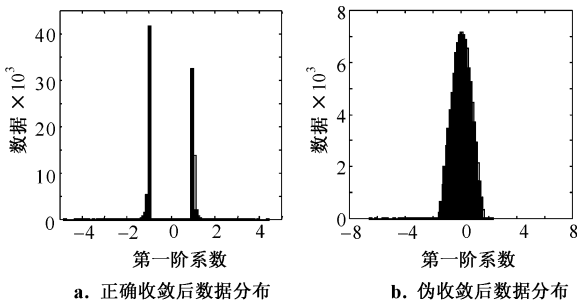 40
30
20
10
0
数据×10³
-4 -2 0 2 4
第一阶系数
a. 正确收敛后数据分布
8
6
4
2
0
数据×10³
-8 -4 0 4 8
第一阶系数
b. 伪收敛后数据分布